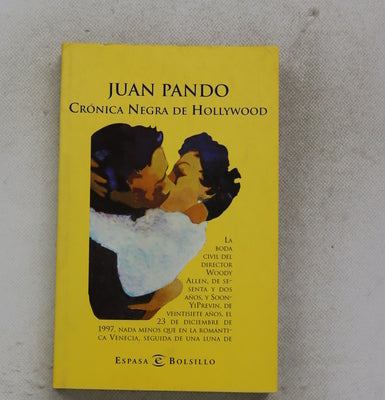 JUAN PANDO
CRÓNICA NEGRA DE HOLLYWOOD
LA
BODA
CIVIL DEL
DIRECTOR
WOODY
ALLEN, DE SE-
SENTA Y DOS
AÑOS, Y SOON-
YIPREVIN, DE
VEINTISIETE AÑOS, EL
23 DE DICIEMBRE DE
1997, NADA MENOS QUE EN LA ROMÁNTI-
CA VENECIA, SEGUIDA DE UNA LUNA DE
ESPASA e BOLSILLO